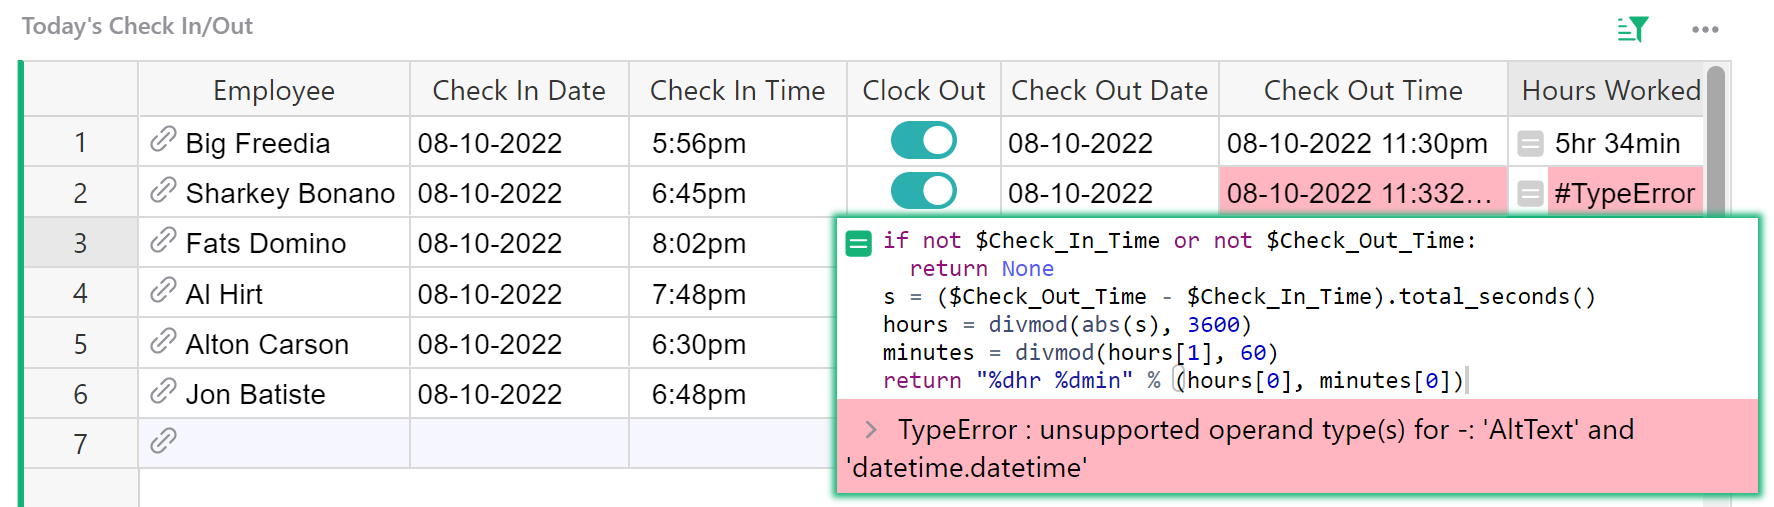 Today's Check In/Out
Employee Check In Date Check In Time Clock Out Check Out Date Check Out Time Hours Worked
1 Big Freedia 08-10-2022 5:56pm 08-10-2022 08-10-2022 11:30pm = 5hr 34min
2 Sharkey Bonano 08-10-2022 6:45pm 08-10-2022 08-10-2022 11:332... = #TypeError
3 Fats Domino 08-10-2022 8:02pm
4 Al Hirt 08-10-2022 7:48pm
5 Alton Carson 08-10-2022 6:30pm
6 Jon Batiste 08-10-2022 6:48pm
7
= if not $Check_In_Time or not $Check_Out_Time:
return None
s = ($Check_Out_Time - $Check_In_Time).total_seconds()
hours = divmod(abs(s), 3600)
minutes = divmod(hours[1], 60)
return "%dhr %dmin" % (hours[0], minutes[0])
> TypeError : unsupported operand type(s) for -: 'AltText' and
'datetime.datetime'